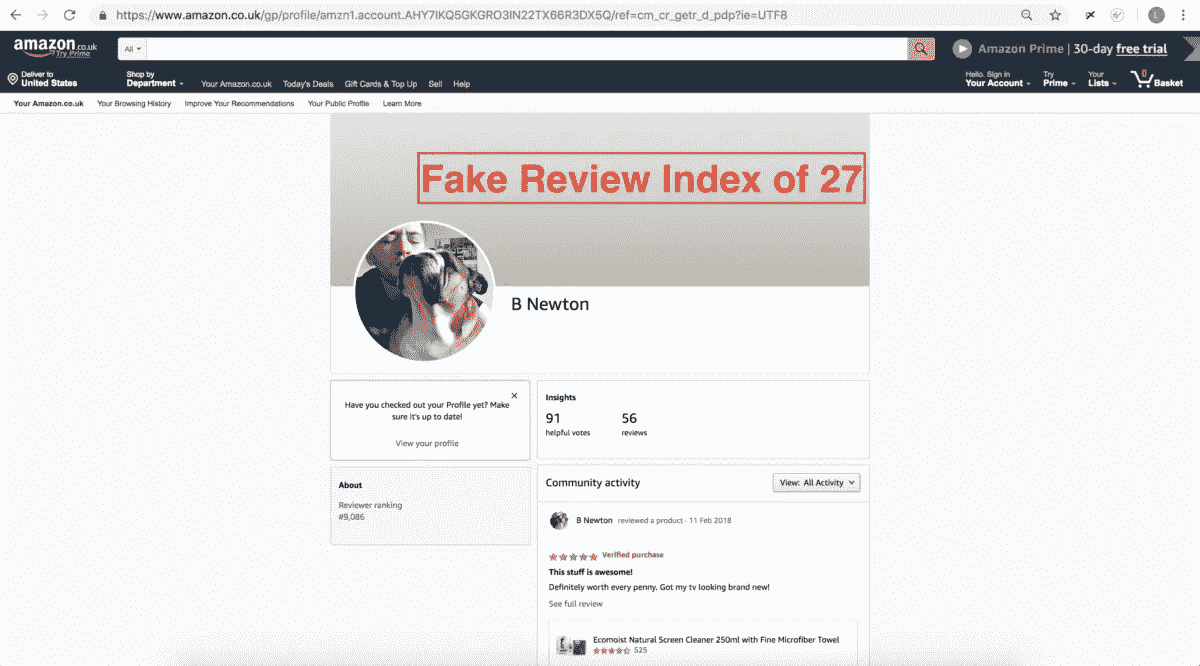 https://www.amazon.co.uk/gp/profile/amzn1.account.AHY7IKQ5GKGRO3IN22TX66R3DX5Q/ref=cm_cr_getr_d_pdp?ie=UTF8
L
amazon.co.uk
Try Prime
All
Amazon Prime | 30-day free trial
Deliver to
United States
Shop by
Department
Your Amazon.co.uk Today's Deals Gift Cards & Top Up Sell Help
Hello. Sign in
Your Account
Try
Prime
Your
Lists
0
Basket
Your Amazon.co.uk Your Browsing History Improve Your Recommendations Your Public Profile Learn More
Fake Review Index of 27
B Newton
Have you checked out your Profile yet? Make
sure it's up to date!
View your profile
Insights
91 56
helpful votes reviews
About
Reviewer ranking
#9,086
Community activity
View: All Activity
B Newton reviewed a product · 11 Feb 2018
Verified purchase
This stuff is awesome!
Definitely worth every penny. Got my tv looking brand new!
See full review
Ecomoist Natural Screen Cleaner 250ml with Fine Microfiber Towel
525